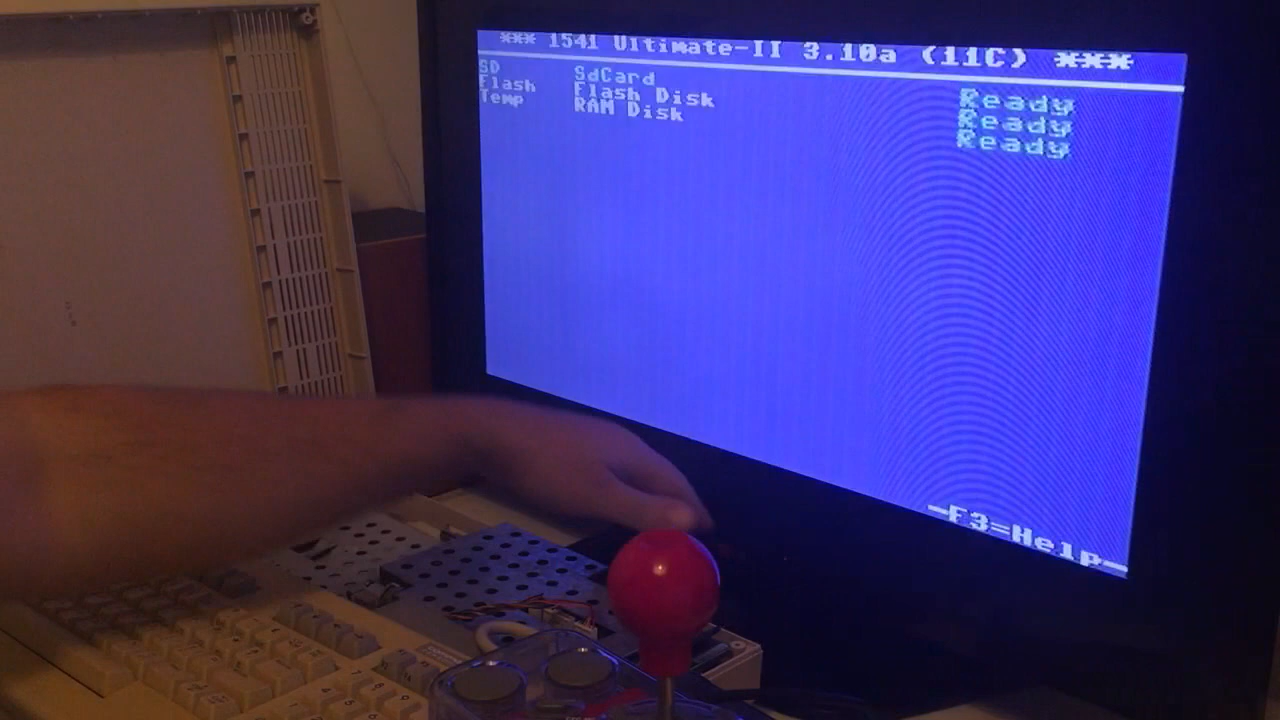 *** 1541 Ultimate-II 3.10a (11C) ***
SD SdCard Ready
Flash Flash Disk Ready
Temp RAM Disk Ready
F3=Help